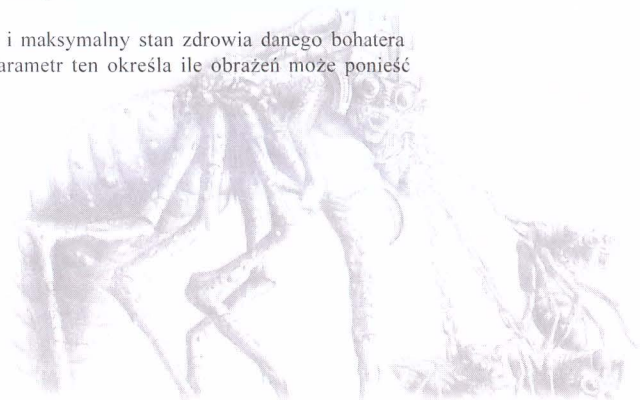 i maksymalny stan zdrowia danego bohatera
arametr ten określa ile obrażeń może ponieść